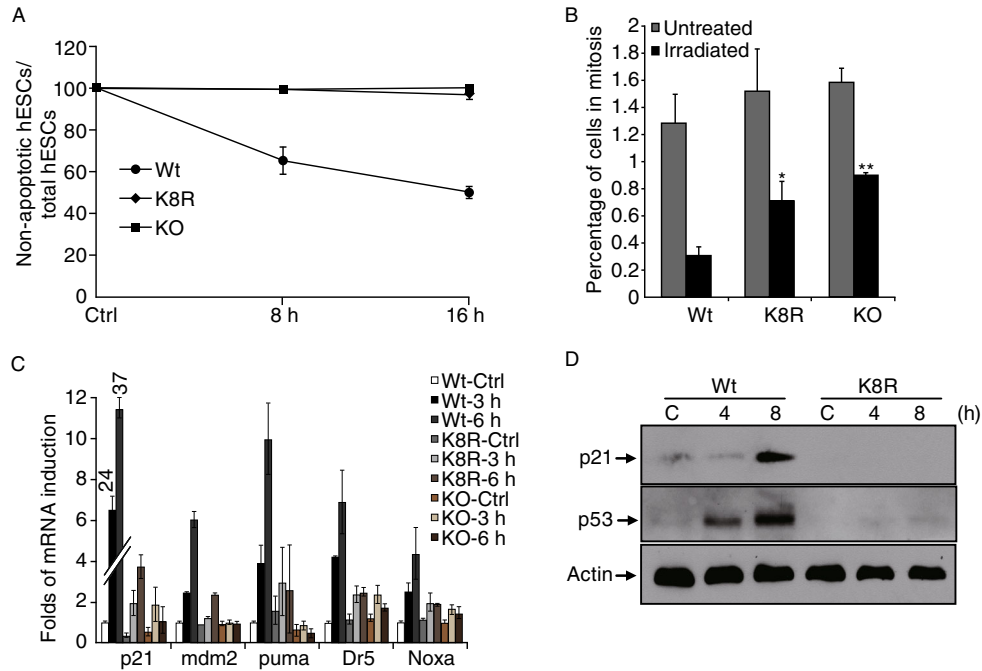 A
Non-apoptotic hESCs/
total hESCs
120
100
80
60
40
20
0
Wt
K8R
KO
Ctrl
8 h
16 h
B
Percentage of cells in mitosis
2
1.8
1.6
1.4
1.2
1
0.8
0.6
0.4
0.2
0
Untreated
Irradiated
*
**
Wt
K8R
KO
C
Folds of mRNA induction
12
10
8
6
4
2
0
24
37
Wt-Ctrl
Wt-3 h
Wt-6 h
K8R-Ctrl
K8R-3 h
K8R-6 h
KO-Ctrl
KO-3 h
KO-6 h
p21
mdm2
puma
Dr5
Noxa
D
Wt
K8R
C 4 8 C 4 8 (h)
p21
p53
Actin